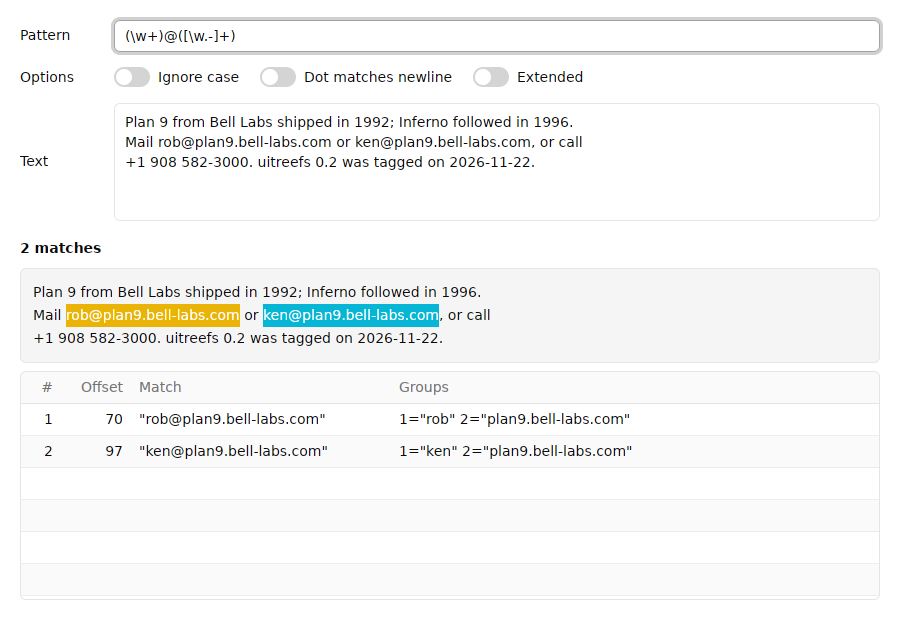 Pattern (\w+)@([\w.-]+)
Options Ignore case Dot matches newline Extended
Text
Plan 9 from Bell Labs shipped in 1992; Inferno followed in 1996.
Mail rob@plan9.bell-labs.com or ken@plan9.bell-labs.com, or call
+1 908 582-3000. uitreefs 0.2 was tagged on 2026-11-22.
2 matches
Plan 9 from Bell Labs shipped in 1992; Inferno followed in 1996.
Mail rob@plan9.bell-labs.com or ken@plan9.bell-labs.com, or call
+1 908 582-3000. uitreefs 0.2 was tagged on 2026-11-22.
# Offset Match Groups
1 70 "rob@plan9.bell-labs.com" 1="rob" 2="plan9.bell-labs.com"
2 97 "ken@plan9.bell-labs.com" 1="ken" 2="plan9.bell-labs.com"